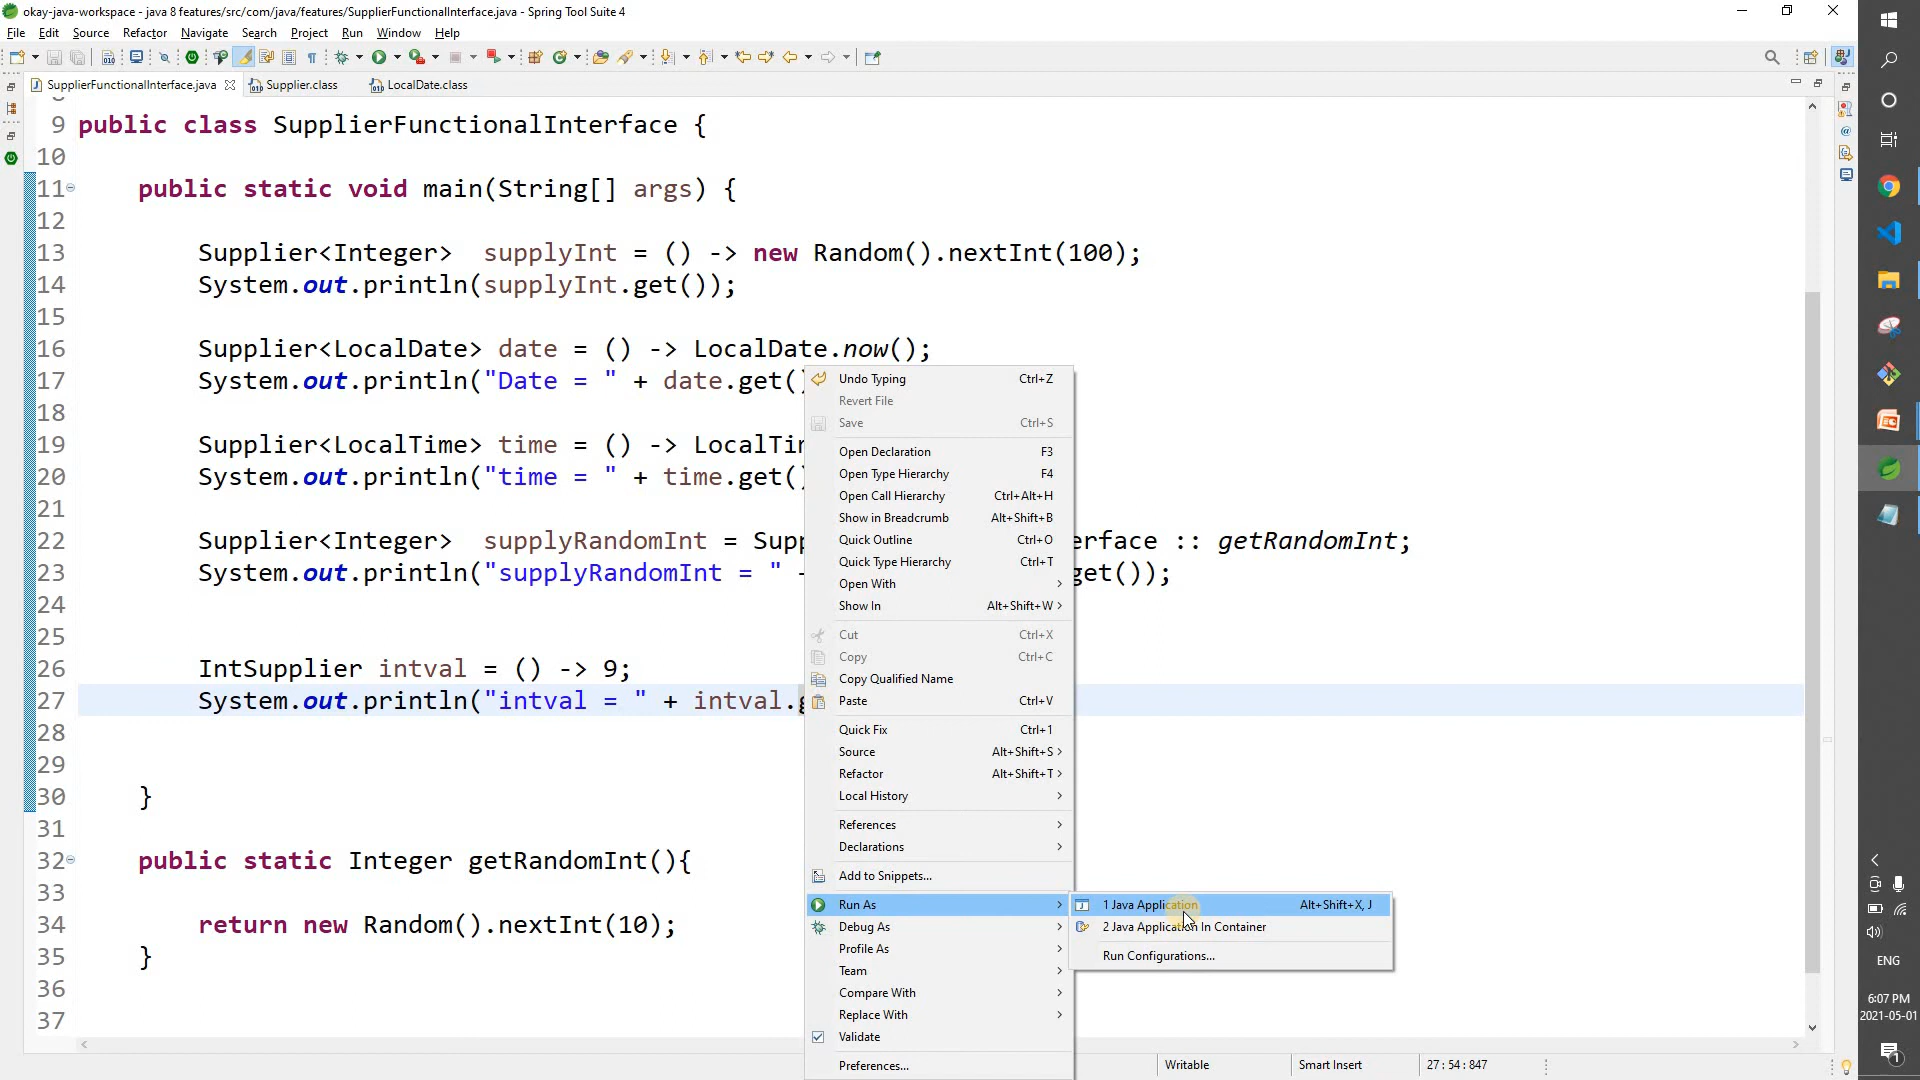 okay-java-workspace - java 8 features/src/com/java/features/SupplierFunctionalInterface.java - Spring Tool Suite 4
File Edit Source Refactor Navigate Search Project Run Window Help
SupplierFunctionalInterface.java Supplier.class LocalDate.class
9 public class SupplierFunctionalInterface {
10
11 public static void main(String[] args) {
12
13 Supplier<Integer> supplyInt = () -> new Random().nextInt(100);
14 System.out.println(supplyInt.get());
15
16 Supplier<LocalDate> date = () -> LocalDate.now();
17 System.out.println("Date = " + date.get()
18
19 Supplier<LocalTime> time = () -> LocalTi
20 System.out.println("time = " + time.get()
21
22 Supplier<Integer> supplyRandomInt = Supp erface :: getRandomInt;
23 System.out.println("supplyRandomInt = " get());
24
25
26 IntSupplier intval = () -> 9;
27 System.out.println("intval = " + intval.g
28
29
30 }
31
32 public static Integer getRandomInt(){
33
34 return new Random().nextInt(10);
35 }
36
37
Undo Typing Ctrl+Z
Revert File
Save Ctrl+S
Open Declaration F3
Open Type Hierarchy F4
Open Call Hierarchy Ctrl+Alt+H
Show in Breadcrumb Alt+Shift+B
Quick Outline Ctrl+O
Quick Type Hierarchy Ctrl+T
Open With >
Show In Alt+Shift+W >
Cut Ctrl+X
Copy Ctrl+C
Copy Qualified Name
Paste Ctrl+V
Quick Fix Ctrl+1
Source Alt+Shift+S >
Refactor Alt+Shift+T >
Local History >
References >
Declarations >
Add to Snippets...
Run As >
Debug As >
Profile As >
Team >
Compare With >
Replace With >
Validate
Preferences...
1 Java Application Alt+Shift+X, J
2 Java Application In Container
Run Configurations...
Writable Smart Insert 27 : 54 : 847
ENG
6:07 PM
2021-05-01
1